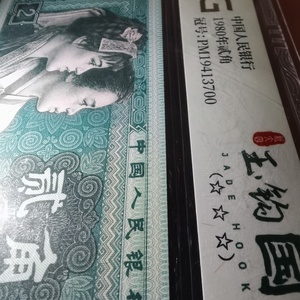 中国人民银行
1980年贰角
冠号:PM19413700
玉钩国
JADE HOOK
(☆☆☆)
中国人民银
贰角